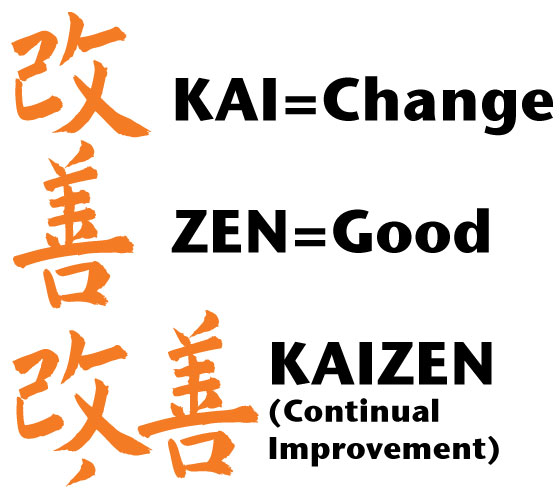 改 KAI=Change
善 ZEN=Good
改善 KAIZEN
(Continual
Improvement)